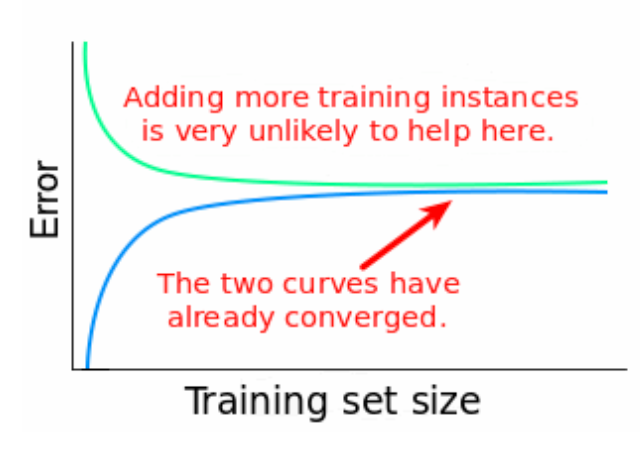 Adding more training instances
is very unlikely to help here.
Error
The two curves have
already converged.
Training set size